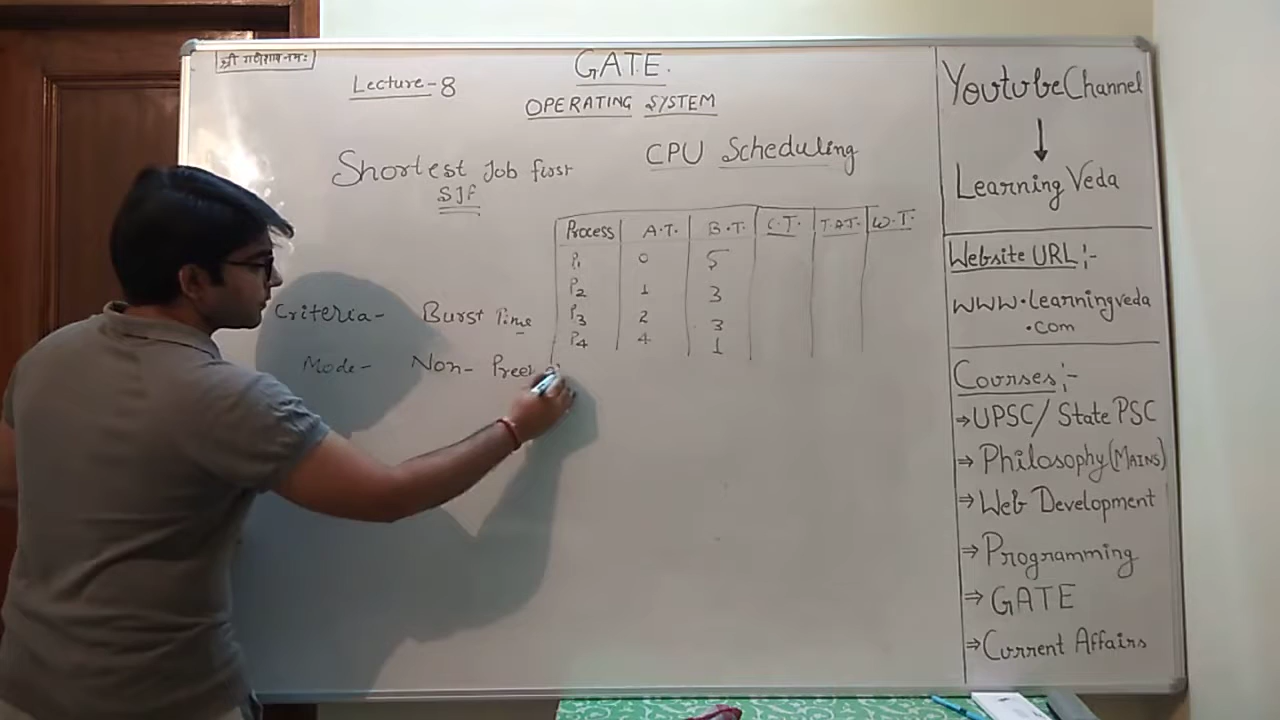 श्री गणेशाय नमः
GATE.
Lecture-8
OPERATING SYSTEM
CPU Scheduling
Shortest Job first
SJF
Process A.T. B.T. C.T. T.A.T. W.T.
P1 0 5
P2 1 3
P3 2 3
P4 4 1
Criteria- Burst Time
Mode- Non-
Youtube Channel
↓
Learning Veda
Website URL:-
www.learningveda
.com
Courses:-
⇒ UPSC/ State PSC
⇒ Philosophy (MAINS)
⇒ Web Development
⇒ Programming
⇒ GATE
⇒ Current Affairs